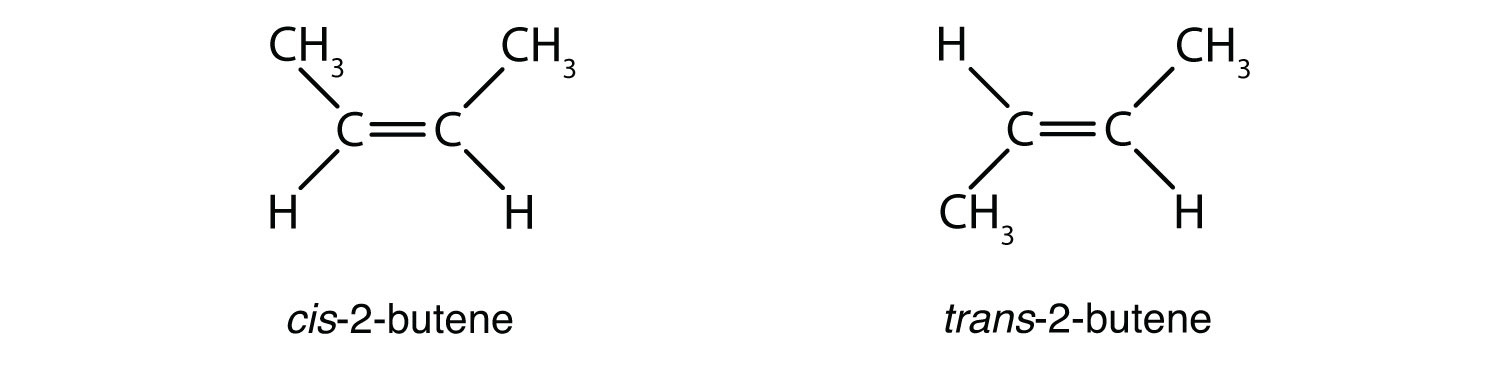 CH3 CH3 H CH3
C=C C=C
H H CH3 H
cis-2-butene trans-2-butene